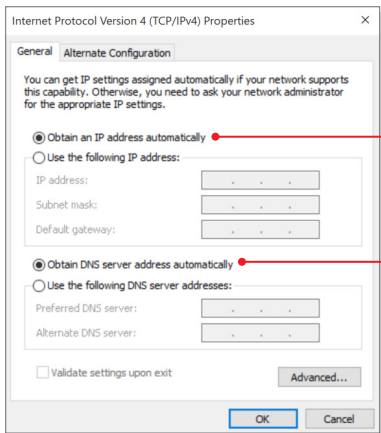 Internet Protocol Version 4 (TCP/IPv4) Properties
General Alternate Configuration
You can get IP settings assigned automatically if your network supports
this capability. Otherwise, you need to ask your network administrator
for the appropriate IP settings.
Obtain an IP address automatically
Use the following IP address:
IP address:
Subnet mask:
Default gateway:
Obtain DNS server address automatically
Use the following DNS server addresses:
Preferred DNS server:
Alternate DNS server:
Validate settings upon exit
Advanced...
OK Cancel